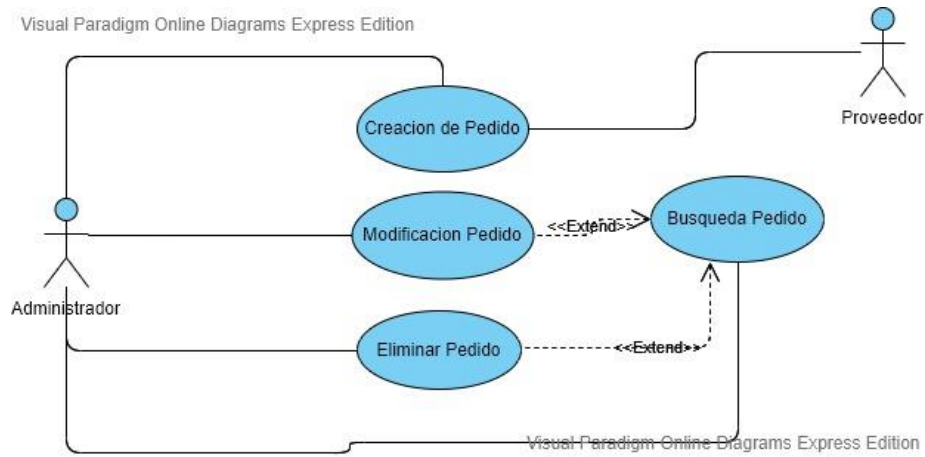 Visual Paradigm Online Diagrams Express Edition
Proveedor
Creacion de Pedido
Busqueda Pedido
Modificacion Pedido
<<Extend>>
Administrador
Eliminar Pedido
<<Extend>>
Visual Paradigm Online Diagrams Express Edition